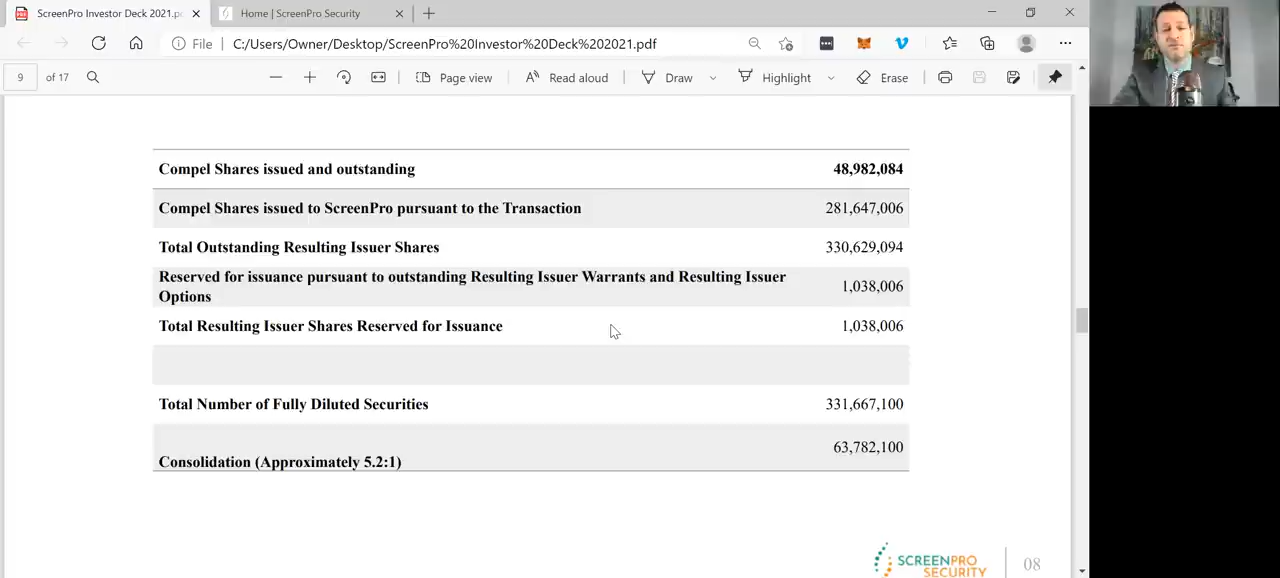 ScreenPro Investor Deck 2021.p
Home | ScreenPro Security
File
C:/Users/Owner/Desktop/ScreenPro%20Investor%20Deck%202021.pdf
9 of 17
Page view
Read aloud
Draw
Highlight
Erase
Compel Shares issued and outstanding 48,982,084
Compel Shares issued to ScreenPro pursuant to the Transaction 281,647,006
Total Outstanding Resulting Issuer Shares 330,629,094
Reserved for issuance pursuant to outstanding Resulting Issuer Warrants and Resulting Issuer
Options 1,038,006
Total Resulting Issuer Shares Reserved for Issuance 1,038,006
Total Number of Fully Diluted Securities 331,667,100
Consolidation (Approximately 5.2:1) 63,782,100
SCREENPRO
SECURITY
08